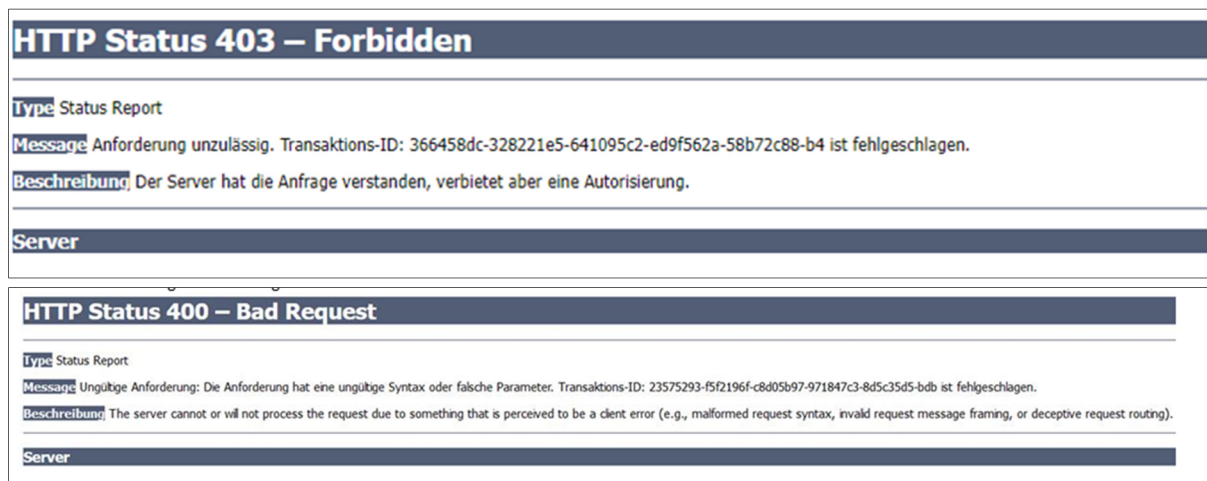 HTTP Status 403 – Forbidden
Type Status Report
Message Anforderung unzulässig. Transaktions-ID: 366458dc-328221e5-641095c2-ed9f562a-58b72c88-b4 ist fehlgeschlagen.
Beschreibung Der Server hat die Anfrage verstanden, verbietet aber eine Autorisierung.
Server
HTTP Status 400 – Bad Request
Type Status Report
Message Ungültige Anforderung: Die Anforderung hat eine ungültige Syntax oder falsche Parameter. Transaktions-ID: 23575293-f5f2196f-c8d05b97-971847c3-8d5c35d5-bdb ist fehlgeschlagen.
Beschreibung The server cannot or will not process the request due to something that is perceived to be a client error (e.g., malformed request syntax, invalid request message framing, or deceptive request routing).
Server